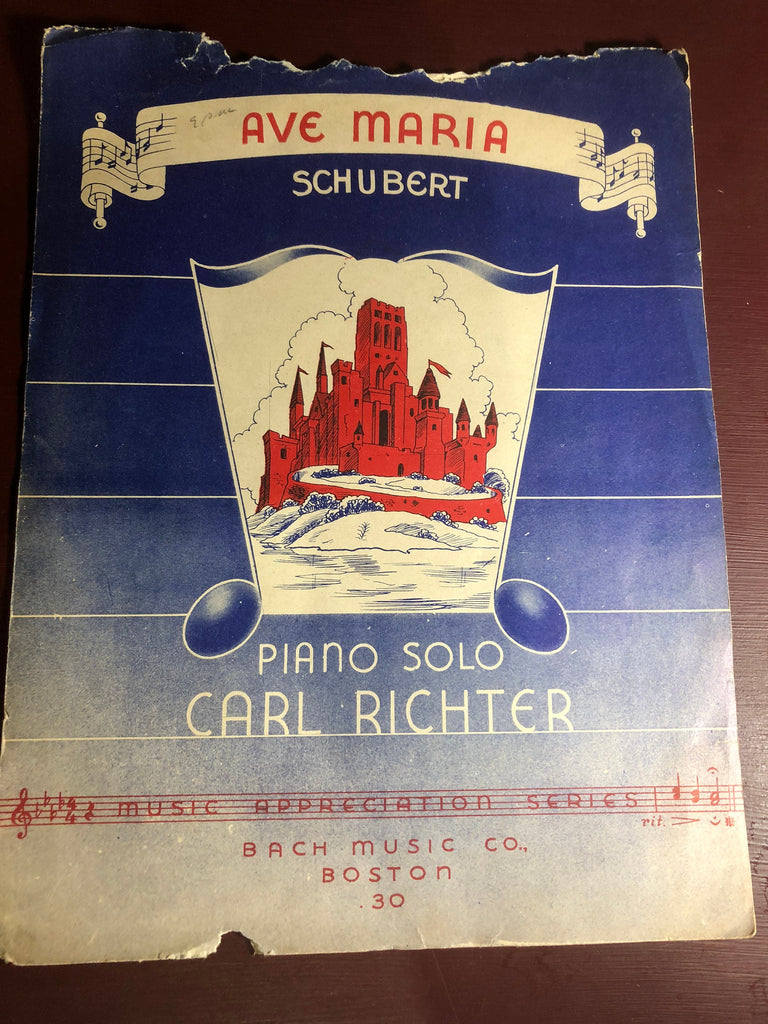 AVE MARIA
SCHUBERT
PIANO SOLO
CARL RICHTER
MUSIC APPRECIATION SERIES
rit.
BACH MUSIC CO.,
BOSTON
.30